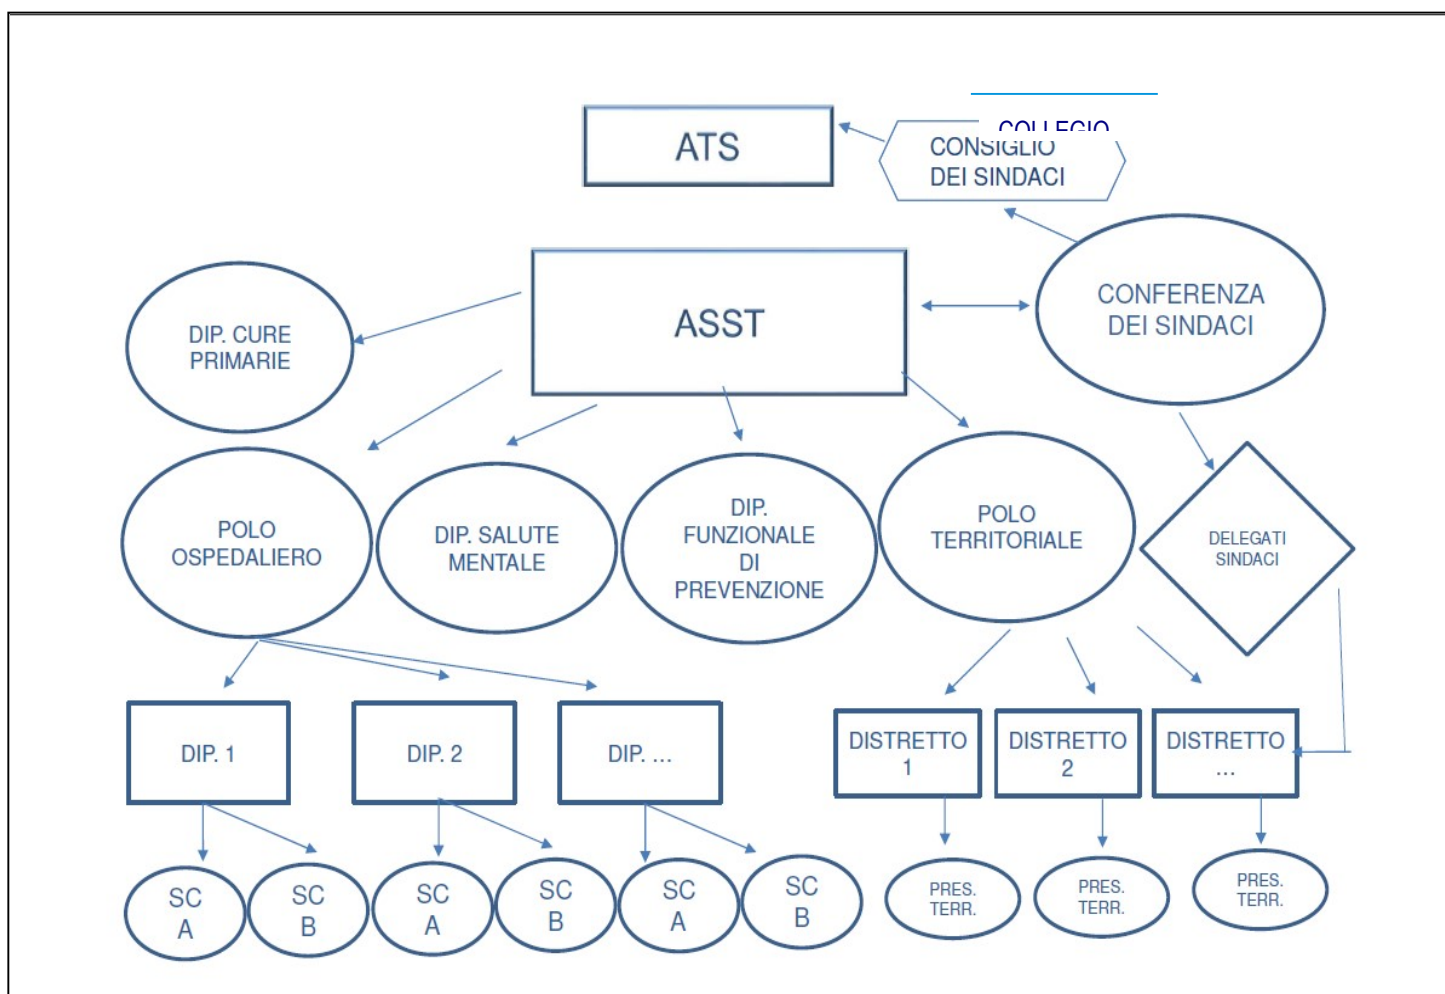 COLLEGIO
ATS
CONSIGLIO
DEI SINDACI
ASST
CONFERENZA
DEI SINDACI
DIP. CURE
PRIMARIE
POLO
OSPEDALIERO
DIP. SALUTE
MENTALE
DIP.
FUNZIONALE
DI
PREVENZIONE
POLO
TERRITORIALE
DELEGATI
SINDACI
DIP. 1
DIP. 2
DIP. ...
DISTRETTO
1
DISTRETTO
2
DISTRETTO
...
SC
A
SC
B
SC
A
SC
B
SC
A
SC
B
PRES.
TERR.
PRES.
TERR.
PRES.
TERR.